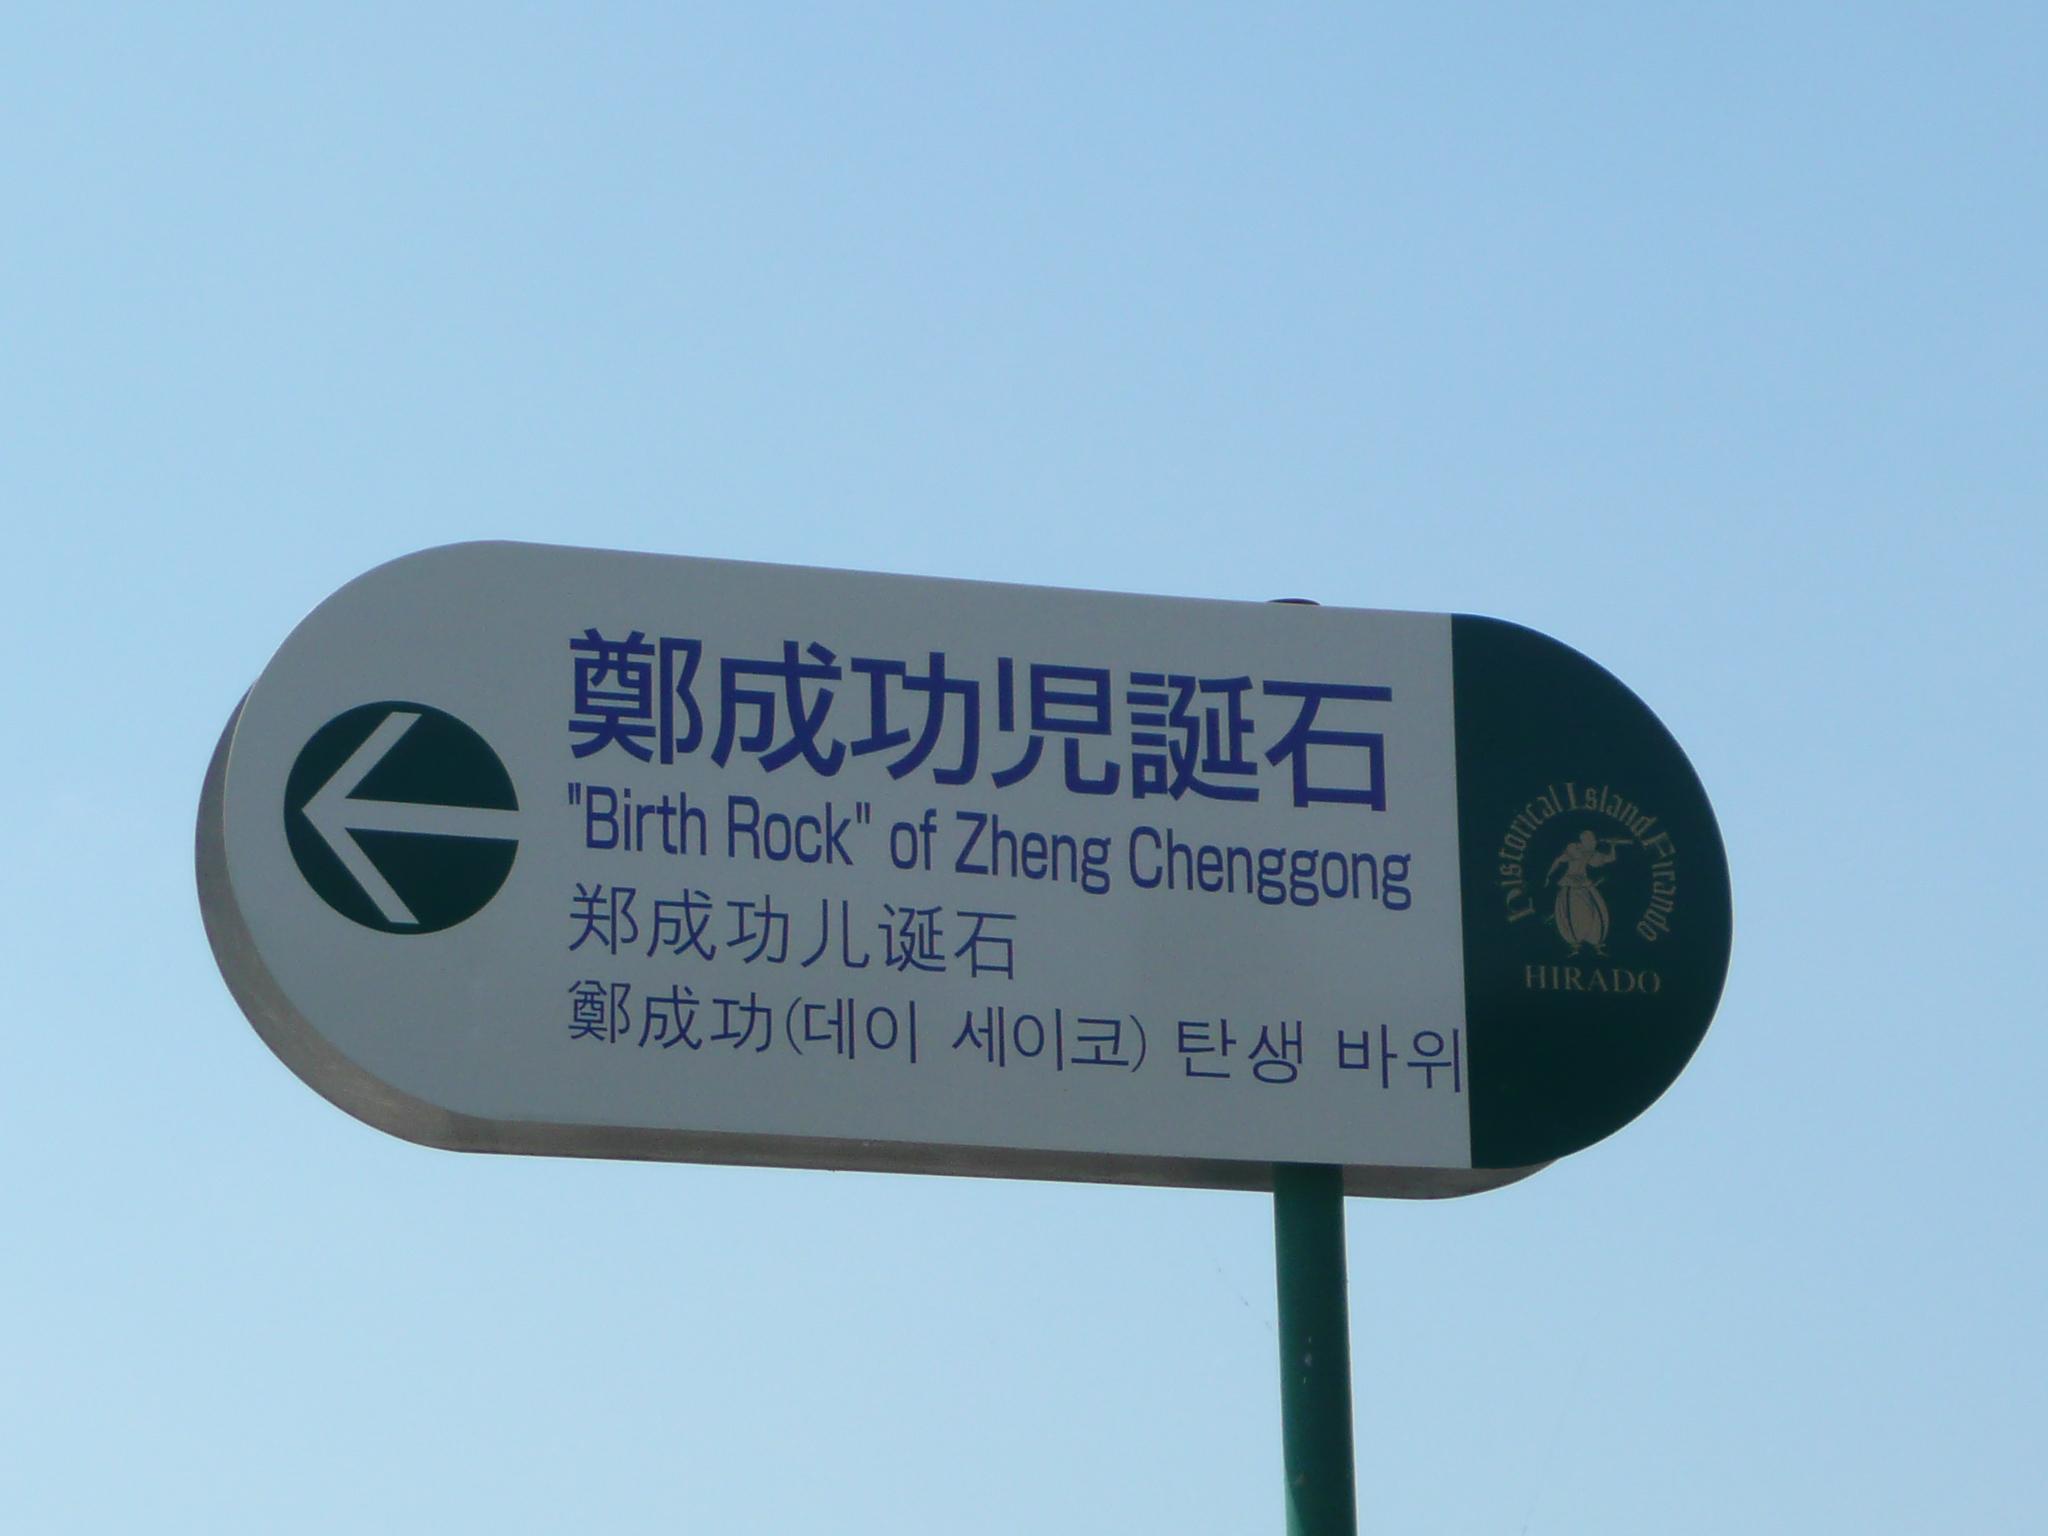 鄭成功児誕石
"Birth Rock" of Zheng Chenggong
郑成功儿诞石
鄭成功(데이 세이코) 탄생 바위
Historical Island Firando
HIRADO